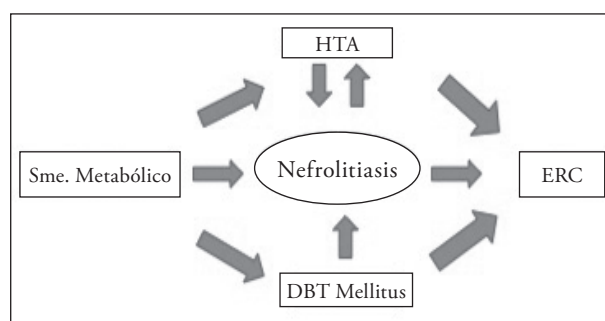 HTA
Sme. Metabólico
Nefrolitiasis
ERC
DBT Mellitus